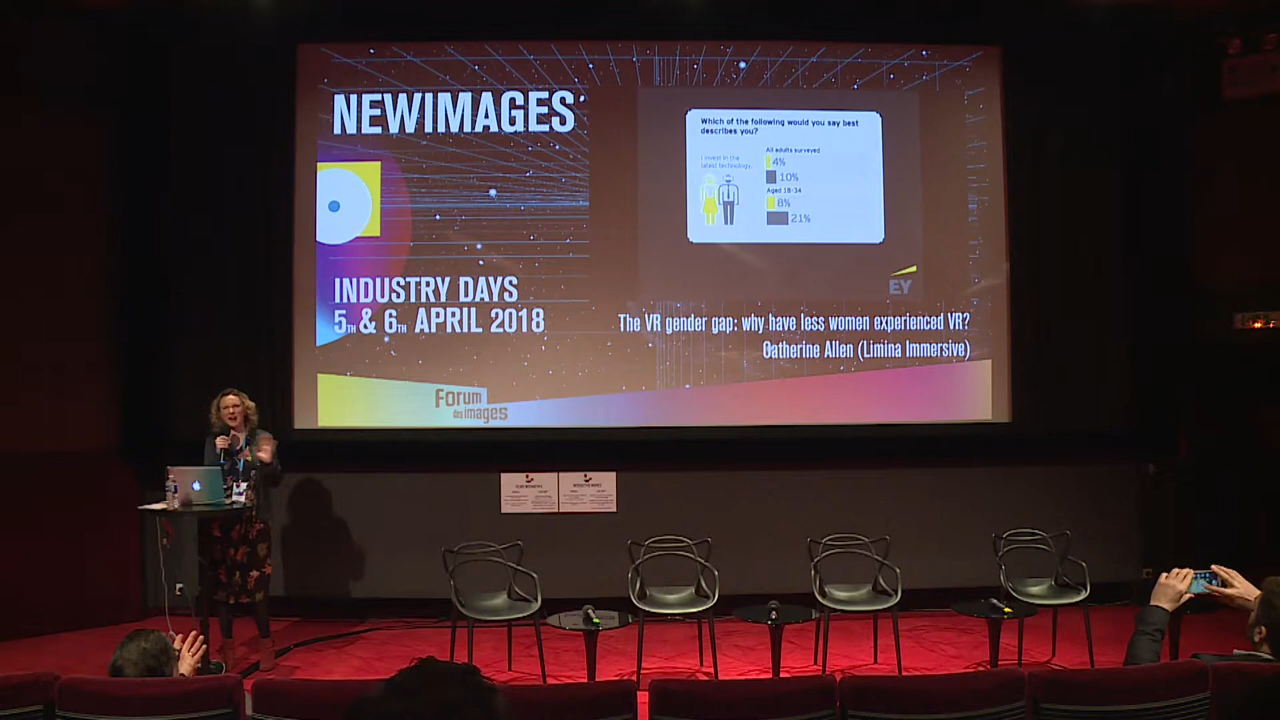 NEWIMAGES
INDUSTRY DAYS
5TH & 6TH APRIL 2018
Forum
des images
Which of the following would you say best
describes you?
I invest in the
latest technology.
All adults surveyed
4%
10%
Aged 18-34
8%
21%
EY
The VR gender gap: why have less women experienced VR?
Catherine Allen (Limina Immersive)